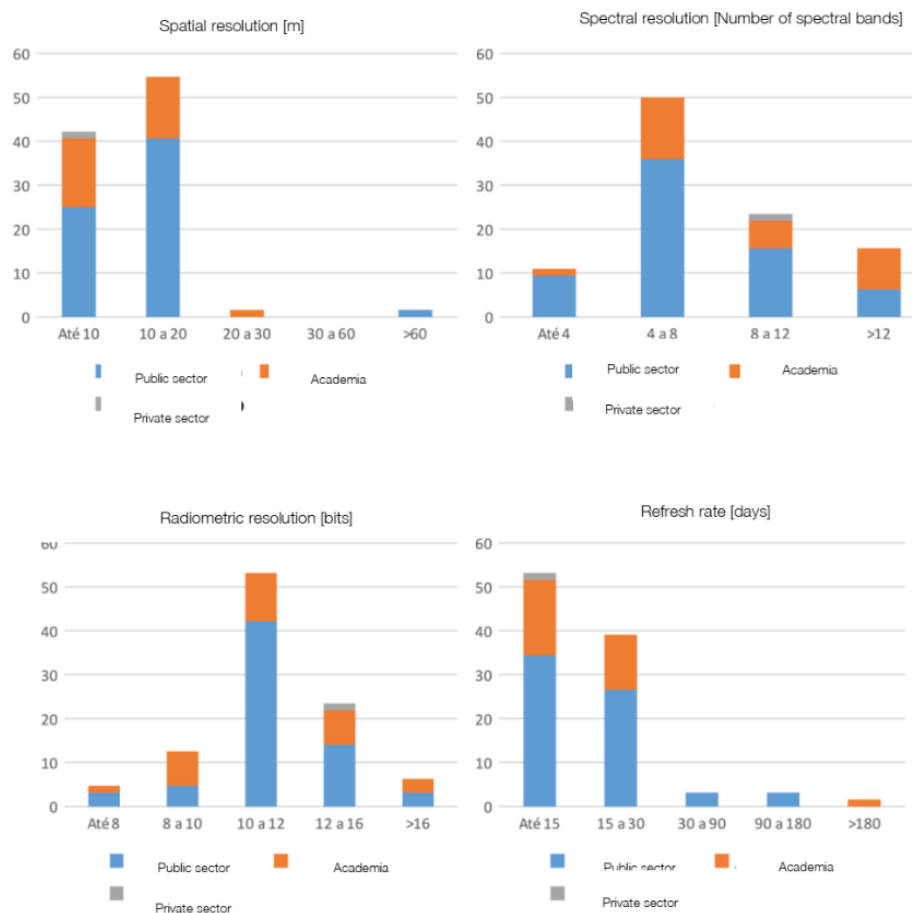 Spatial resolution [m]
60
50
40
30
20
10
0
Até 10 10 a 20 20 a 30 30 a 60 >60
Public sector Academia
Private sector
Spectral resolution [Number of spectral bands]
60
50
40
30
20
10
0
Até 4 4 a 8 8 a 12 >12
Public sector Academia
Private sector
Radiometric resolution [bits]
60
50
40
30
20
10
0
Até 8 8 a 10 10 a 12 12 a 16 >16
Public sector Academia
Private sector
Refresh rate [days]
60
50
40
30
20
10
0
Até 15 15 a 30 30 a 90 90 a 180 >180
Public sector Academia
Private sector